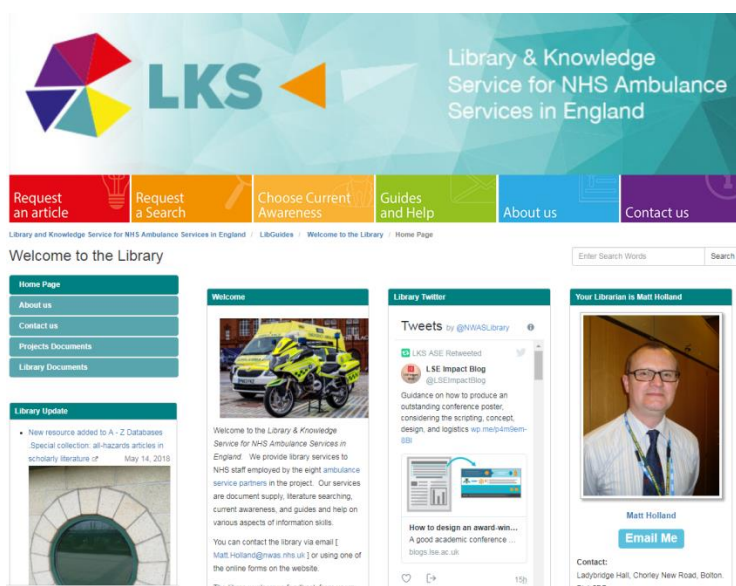 LKS
Library & Knowledge
Service for NHS Ambulance
Services in England
Request
an article
Request
a Search
Choose Current
Awareness
Guides
and Help
About us
Contact us
Library and Knowledge Service for NHS Ambulance Services in England / LibGuides / Welcome to the Library / Home Page
Welcome to the Library
Enter Search Words
Search
Home Page
About us
Contact us
Projects Documents
Library Documents
Library Update
New resource added to A - Z Databases
Special collection: all-hazards articles in
scholarly literature
May 14, 2018
Welcome
Welcome to the Library & Knowledge
Service for NHS Ambulance Services in
England. We provide library services to
NHS staff employed by the eight ambulance
service partners in the project. Our services
are document supply, literature searching,
current awareness, and guides and help on
various aspects of information skills.
You can contact the library via email [
Matt.Holland@nwas.nhs.uk ] or using one of
the online forms on the website.
Library Twitter
Tweets by @NWASLibrary
LKS ASE Retweeted
LSE Impact Blog
@LSEImpactBlog
Guidance on how to produce an
outstanding conference poster,
considering the scripting, concept,
design, and logistics wp.me/p4m9em-
8BI
How to design an award-win...
A good academic conference ...
blogs.lse.ac.uk
15h
Your Librarian is Matt Holland
Matt Holland
Email Me
Contact:
Ladybridge Hall, Chorley New Road, Bolton.